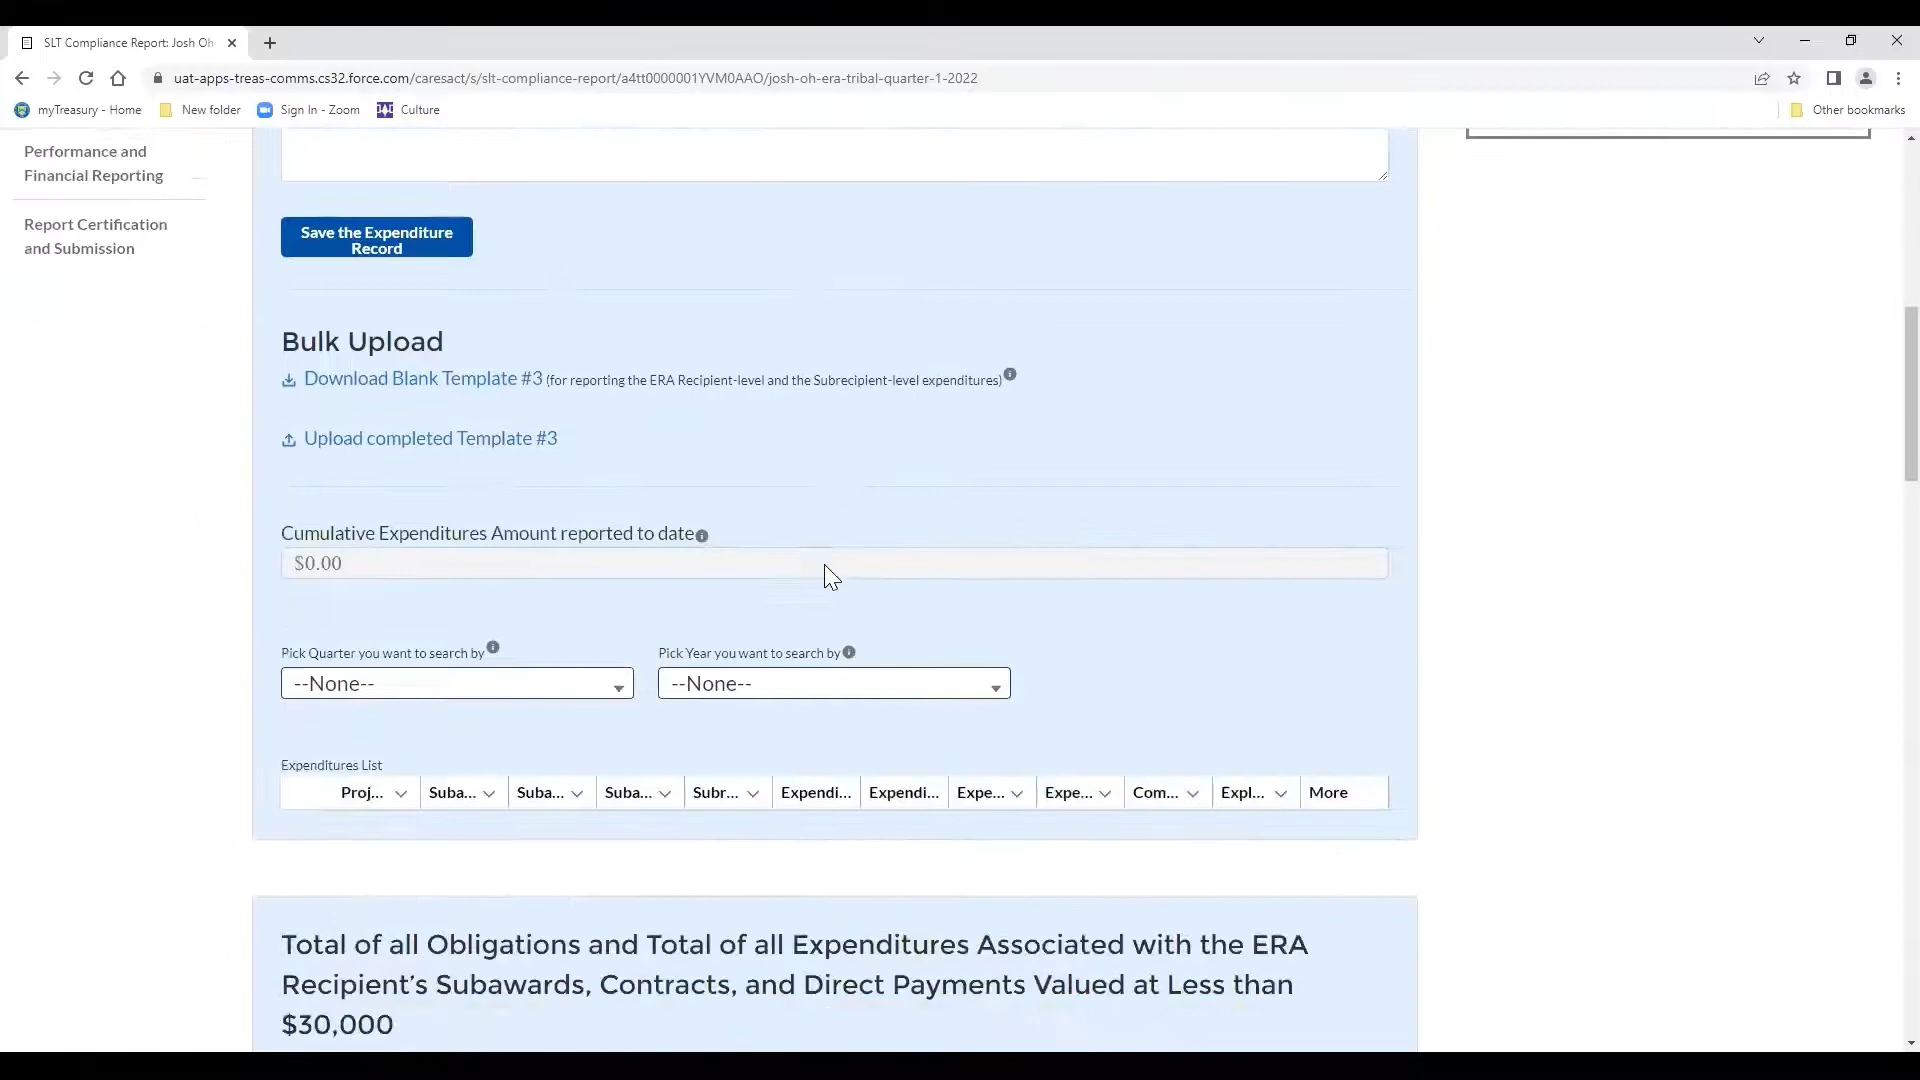 SLT Compliance Report: Josh Oh
uat-apps-treas-comms.cs32.force.com/caresact/s/slt-compliance-report/a4tt0000001YVM0AAO/josh-oh-era-tribal-quarter-1-2022
myTreasury - Home New folder Sign In - Zoom Culture Other bookmarks
Performance and
Financial Reporting
Report Certification
and Submission
Save the Expenditure
Record
Bulk Upload
Download Blank Template #3 (for reporting the ERA Recipient-level and the Subrecipient-level expenditures)
Upload completed Template #3
Cumulative Expenditures Amount reported to date
$0.00
Pick Quarter you want to search by Pick Year you want to search by
--None-- --None--
Expenditures List
Proj... Suba... Suba... Suba... Subr... Expendi... Expendi... Expe... Expe... Com... Expl... More
Total of all Obligations and Total of all Expenditures Associated with the ERA
Recipient's Subawards, Contracts, and Direct Payments Valued at Less than
$30,000